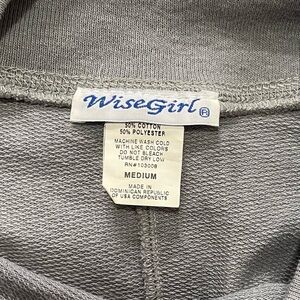 WiseGirl®
50% COTTON
50% POLYESTER
MACHINE WASH COLD
WITH LIKE COLORS
DO NOT BLEACH
TUMBLE DRY LOW
RN#103008
MEDIUM
MADE IN
DOMINICAN REPUBLIC
OF USA COMPONENTS